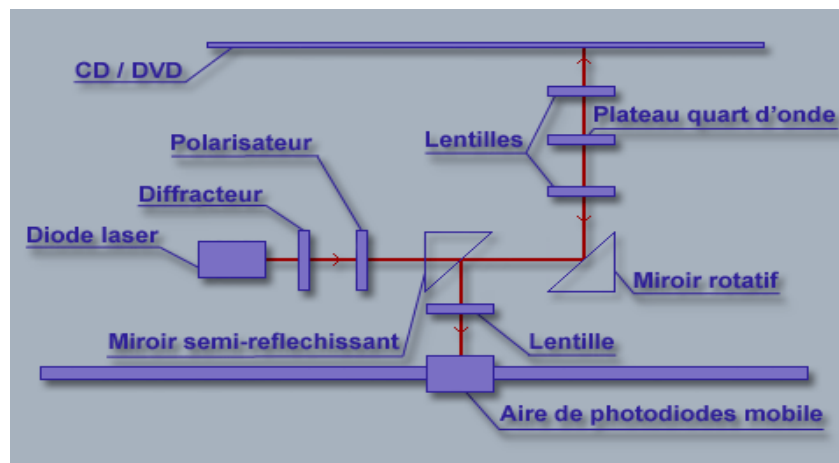 CD / DVD
Plateau quart d'onde
Lentilles
Polarisateur
Diffracteur
Diode laser
Miroir rotatif
Miroir semi-reflechissant
Lentille
Aire de photodiodes mobile